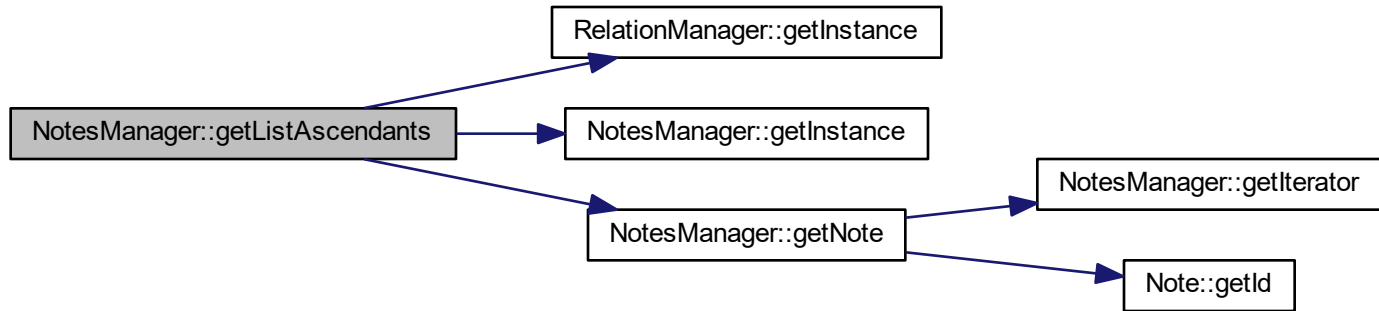 RelationManager::getInstance
NotesManager::getListAscendants
NotesManager::getInstance
NotesManager::getIterator
NotesManager::getNote
Note::getId